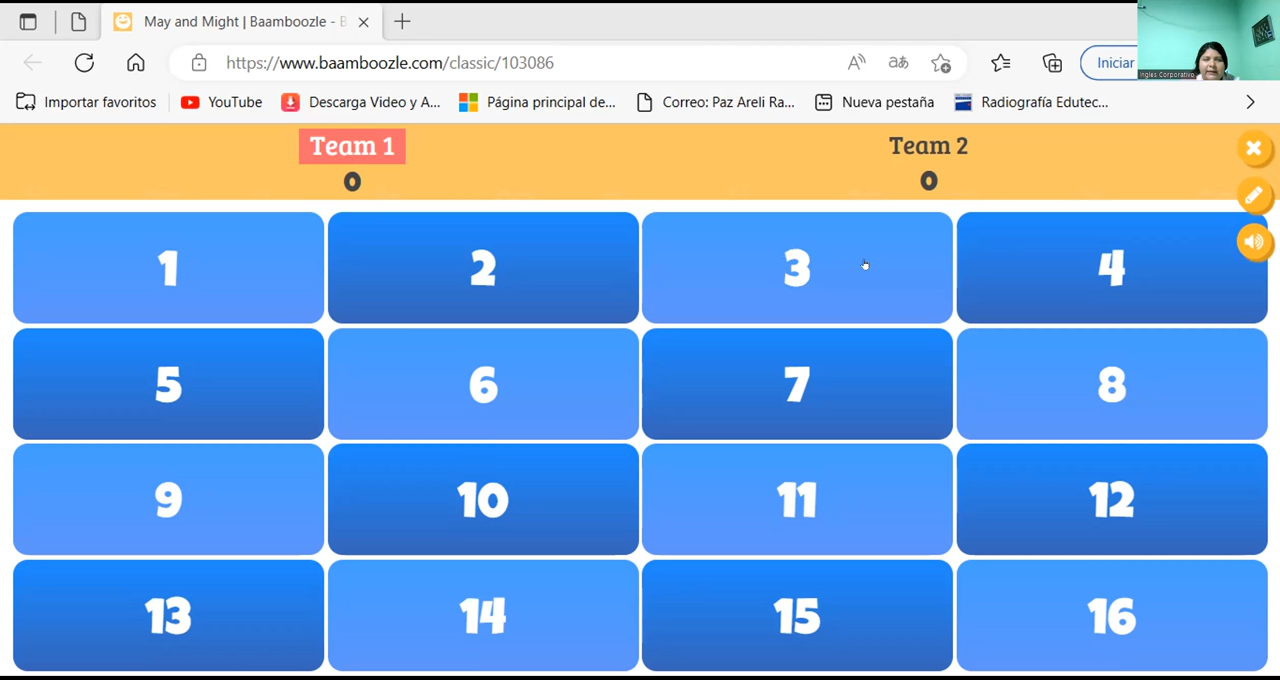 May and Might | Baamboozle - B
https://www.baamboozle.com/classic/103086
Iniciar
Ingles Corporativo
Importar favoritos
YouTube
Descarga Video y A...
Página principal de...
Correo: Paz Areli Ra...
Nueva pestaña
Radiografía Edutec...
Team 1
0
Team 2
0
1
2
3
4
5
6
7
8
9
10
11
12
13
14
15
16